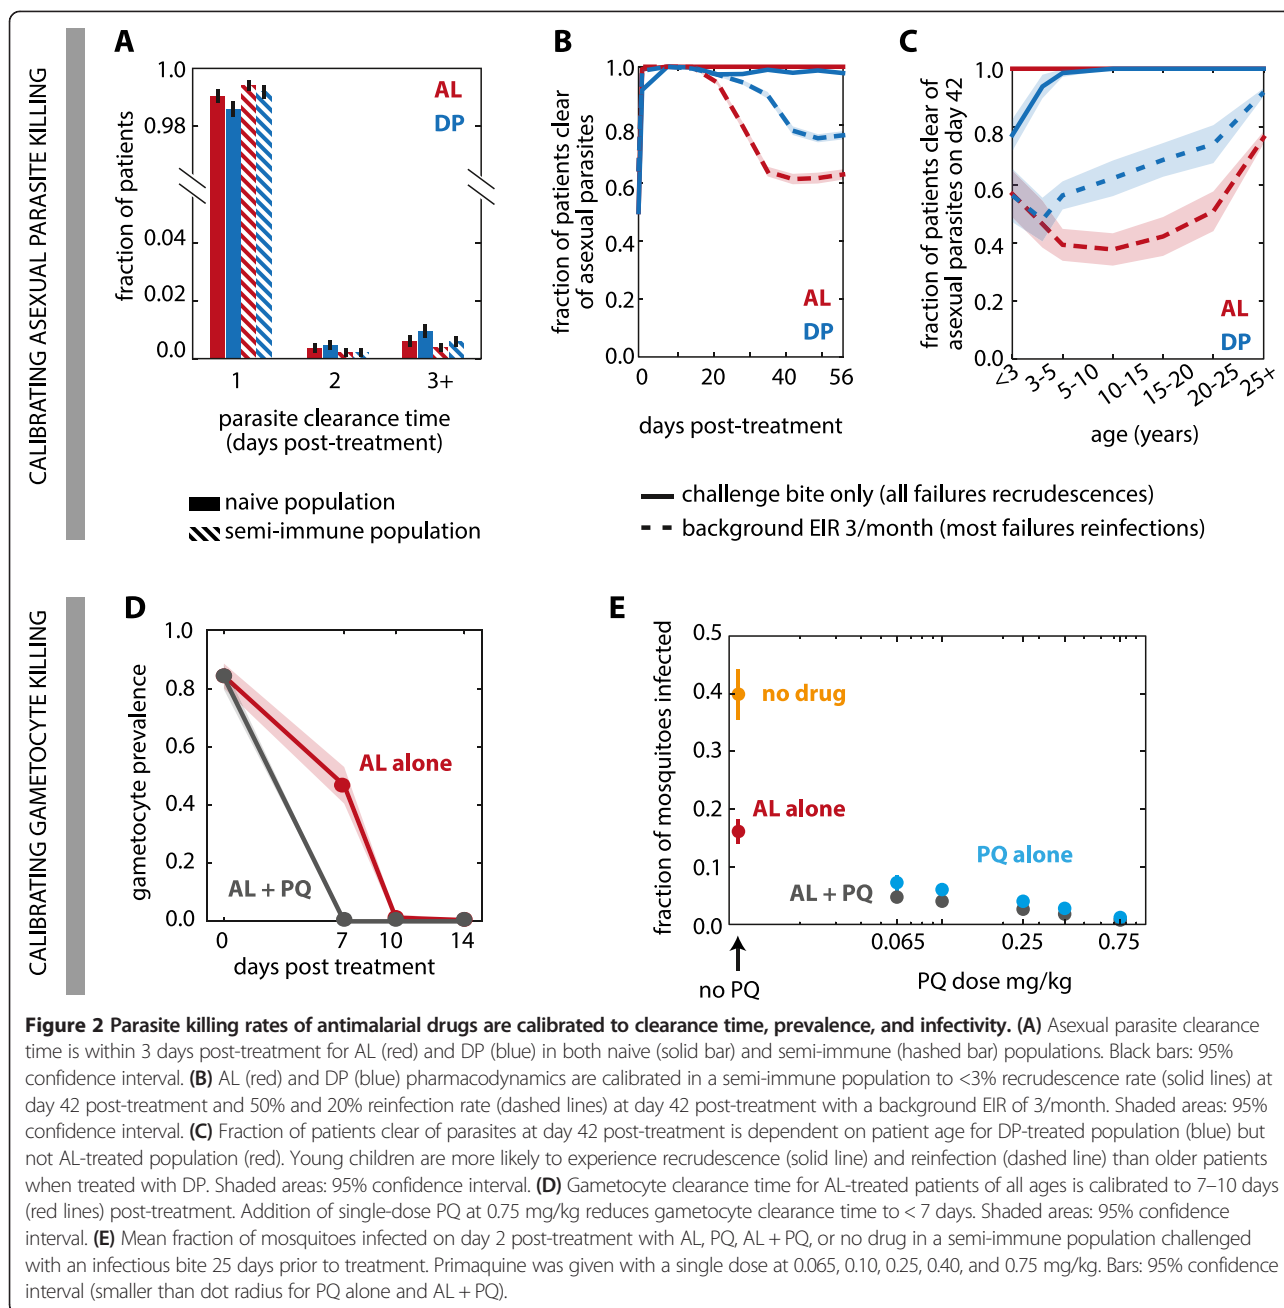 CALIBRATING ASEXUAL PARASITE KILLING
A
1.0
0.98
0.04
0.02
0.0
fraction of patients
AL
DP
1
2
3+
parasite clearance time
(days post-treatment)
naive population
semi-immune population
B
1.0
0.8
0.6
0.4
0.2
0.0
fraction of patients clear
of asexual parasites
AL
DP
0
20
40
56
days post-treatment
C
1.0
0.8
0.6
0.4
0.2
0.0
fraction of patients clear of
asexual parasites on day 42
AL
DP
<3
3-5
5-10
10-15
15-20
20-25
25+
age (years)
challenge bite only (all failures recrudescences)
background EIR 3/month (most failures reinfections)
CALIBRATING GAMETOCYTE KILLING
D
1.0
0.8
0.6
0.4
0.2
0.0
gametocyte prevalence
AL alone
AL + PQ
0
7
10
14
days post treatment
E
0.5
0.4
0.3
0.2
0.1
0.0
fraction of mosquitoes infected
no drug
AL alone
PQ alone
AL + PQ
0.065
0.25
0.75
no PQ
PQ dose mg/kg
Figure 2 Parasite killing rates of antimalarial drugs are calibrated to clearance time, prevalence, and infectivity. (A) Asexual parasite clearance
time is within 3 days post-treatment for AL (red) and DP (blue) in both naive (solid bar) and semi-immune (hashed bar) populations. Black bars: 95%
confidence interval. (B) AL (red) and DP (blue) pharmacodynamics are calibrated in a semi-immune population to <3% recrudescence rate (solid lines) at
day 42 post-treatment and 50% and 20% reinfection rate (dashed lines) at day 42 post-treatment with a background EIR of 3/month. Shaded areas: 95%
confidence interval. (C) Fraction of patients clear of parasites at day 42 post-treatment is dependent on patient age for DP-treated population (blue) but
not AL-treated population (red). Young children are more likely to experience recrudescence (solid line) and reinfection (dashed line) than older patients
when treated with DP. Shaded areas: 95% confidence interval. (D) Gametocyte clearance time for AL-treated patients of all ages is calibrated to 7–10 days
(red lines) post-treatment. Addition of single-dose PQ at 0.75 mg/kg reduces gametocyte clearance time to < 7 days. Shaded areas: 95% confidence
interval. (E) Mean fraction of mosquitoes infected on day 2 post-treatment with AL, PQ, AL + PQ, or no drug in a semi-immune population challenged
with an infectious bite 25 days prior to treatment. Primaquine was given with a single dose at 0.065, 0.10, 0.25, 0.40, and 0.75 mg/kg. Bars: 95% confidence
interval (smaller than dot radius for PQ alone and AL + PQ).